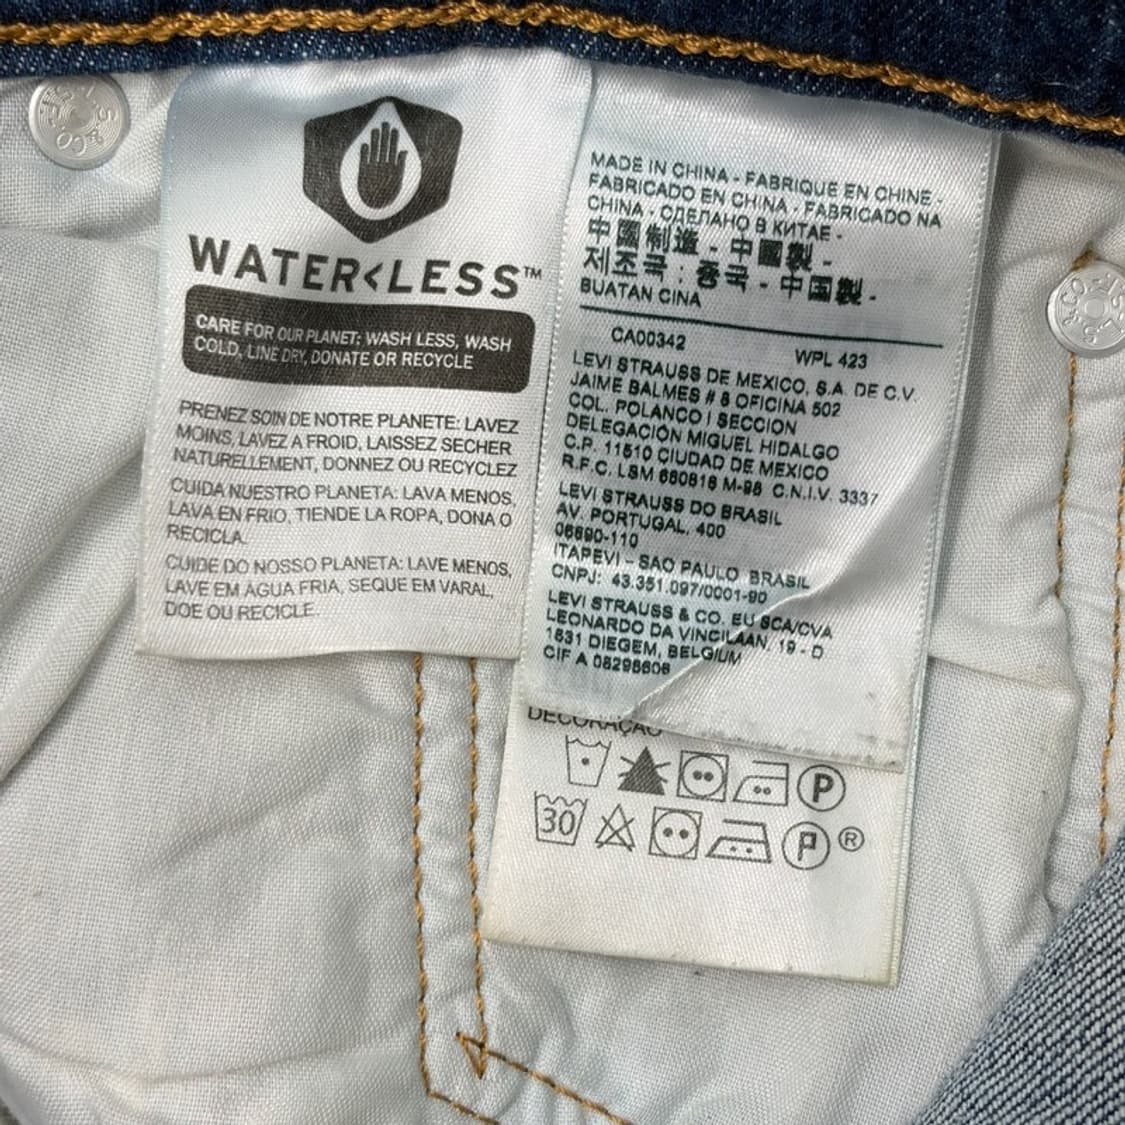 WATER<LESS™
CARE FOR OUR PLANET: WASH LESS, WASH
COLD, LINE DRY, DONATE OR RECYCLE
PRENEZ SOIN DE NOTRE PLANETE: LAVEZ
MOINS, LAVEZ A FROID, LAISSEZ SECHER
NATURELLEMENT, DONNEZ OU RECYCLEZ
CUIDA NUESTRO PLANETA: LAVA MENOS,
LAVA EN FRIO, TIENDE LA ROPA, DONA O
RECICLA.
CUIDE DO NOSSO PLANETA: LAVE MENOS,
LAVE EM ÁGUA FRIA, SEQUE EM VARAL,
DOE OU RECICLE.
MADE IN CHINA - FABRIQUE EN CHINE -
FABRICADO EN CHINA - FABRICADO NA
CHINA - СДЕЛАНО В КИТАЕ -
中國制造 - 中國製 -
제조국 : 중국 - 中国製 -
BUATAN CINA
CA00342 WPL 423
LEVI STRAUSS DE MEXICO, S.A. DE C.V.
JAIME BALMES # 8 OFICINA 502
COL. POLANCO I SECCION
DELEGACIÓN MIGUEL HIDALGO
C.P. 11510 CIUDAD DE MEXICO
R.F.C. LSM 680816 M-98 C.N.I.V. 3337
LEVI STRAUSS DO BRASIL
AV. PORTUGAL, 400
06690-110
ITAPEVI - SAO PAULO BRASIL
CNPJ: 43.351.097/0001-90
LEVI STRAUSS & CO. EU SCA/CVA
LEONARDO DA VINCILAAN, 19 - D
1831 DIEGEM, BELGIUM
CIF A 08298608
DECORAÇÃO
P
30 P ®